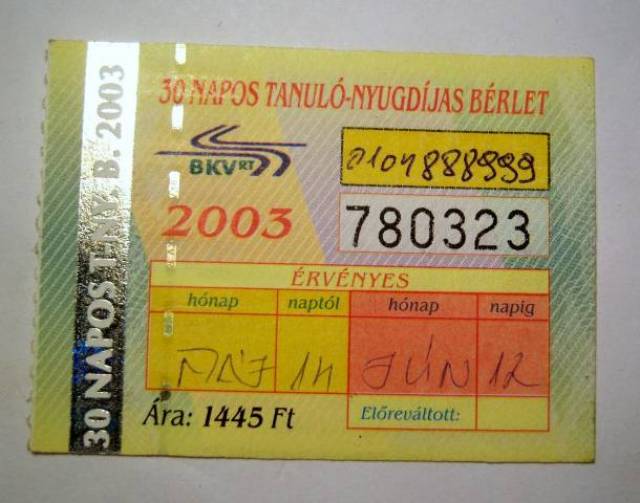 30 NAPOS T-NY. B. 2003
30 NAPOS TANULÓ-NYUGDÍJAS BÉRLET
BKV RT
0104888999
2003
780323
ÉRVÉNYES
hónap naptól hónap napig
MÁJ 14 JÚN 12
Ára: 1445 Ft
Előreváltott: